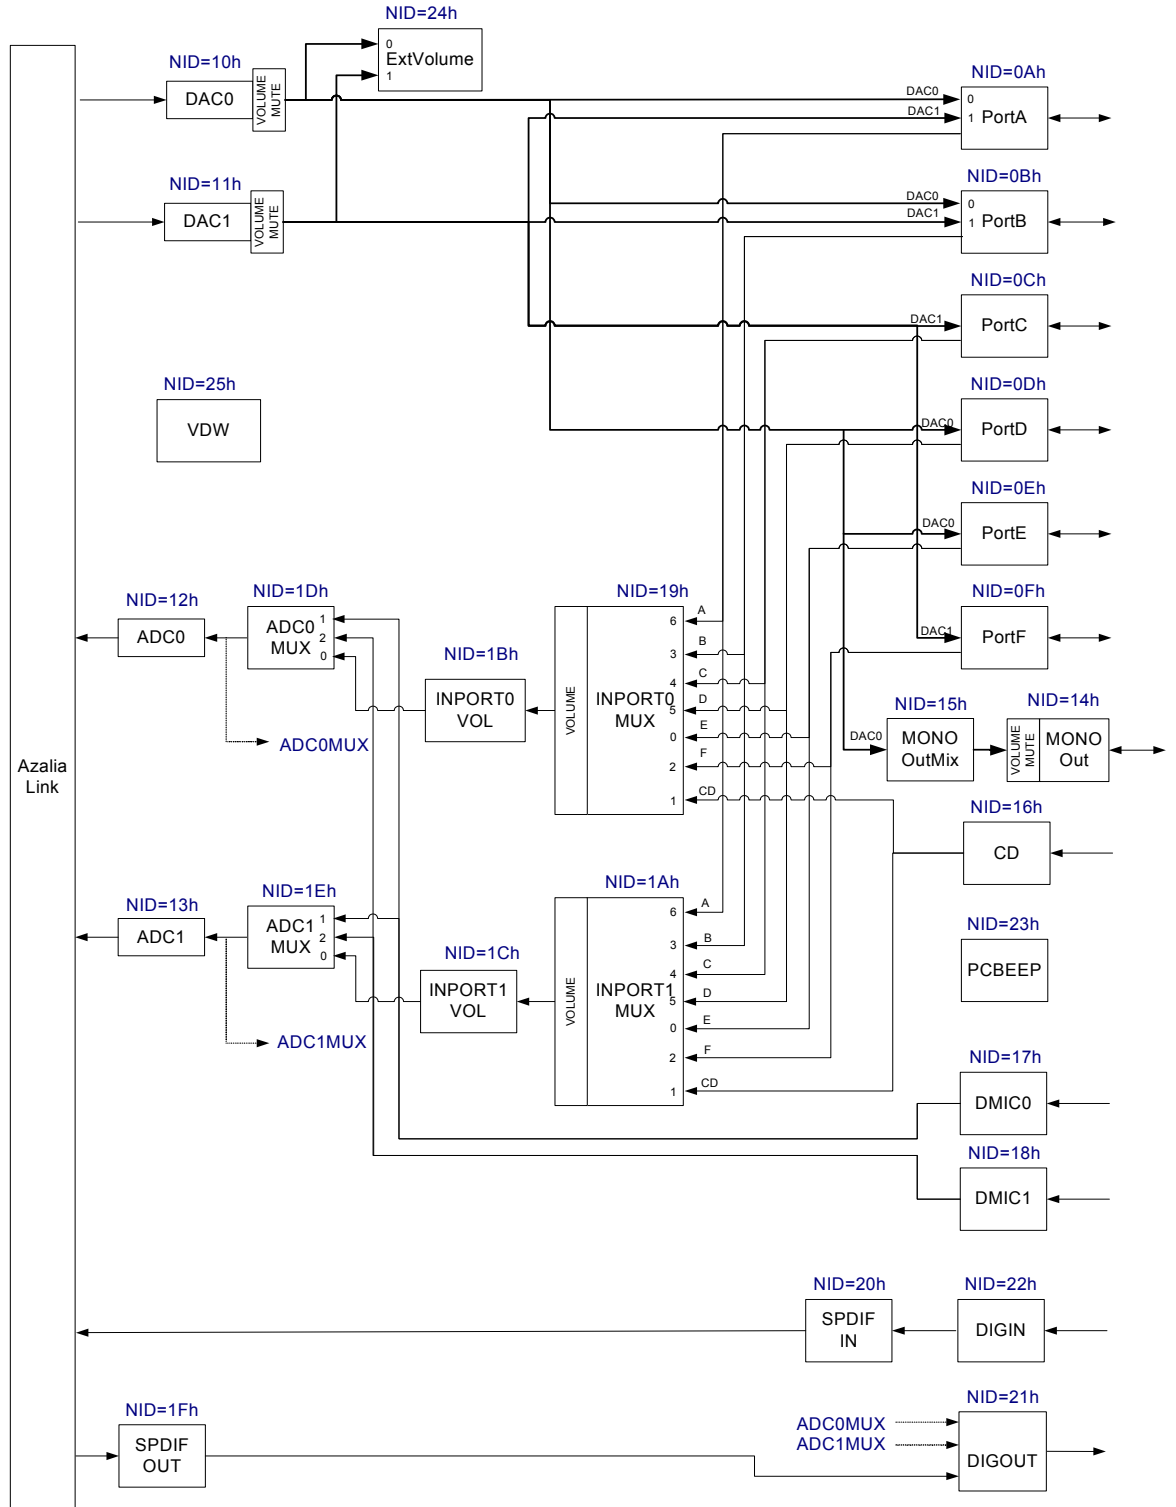 NID=24h
0
ExtVolume
1
NID=10h
DAC0
VOLUME
MUTE
NID=0Ah
DAC0
0
DAC1
1
PortA
NID=11h
DAC1
VOLUME
MUTE
NID=0Bh
DAC0
0
DAC1
1
PortB
NID=0Ch
DAC1
PortC
NID=25h
VDW
NID=0Dh
DAC0
PortD
NID=0Eh
DAC0
PortE
NID=0Fh
DAC1
PortF
NID=12h
ADC0
NID=1Dh
ADC0
MUX
1
2
0
ADC0MUX
NID=1Bh
INPORT0
VOL
NID=19h
VOLUME
INPORT0
MUX
6
A
3
B
4
C
5
D
0
E
2
F
1
CD
NID=15h
DAC0
MONO
OutMix
NID=14h
VOLUME
MUTE
MONO
Out
Azalia
Link
NID=16h
CD
NID=13h
ADC1
NID=1Eh
ADC1
MUX
1
2
0
ADC1MUX
NID=1Ch
INPORT1
VOL
NID=1Ah
VOLUME
INPORT1
MUX
6
A
3
B
4
C
5
D
0
E
2
F
1
CD
NID=23h
PCBEEP
NID=17h
DMIC0
NID=18h
DMIC1
NID=20h
SPDIF
IN
NID=22h
DIGIN
NID=1Fh
SPDIF
OUT
NID=21h
ADC0MUX
ADC1MUX
DIGOUT